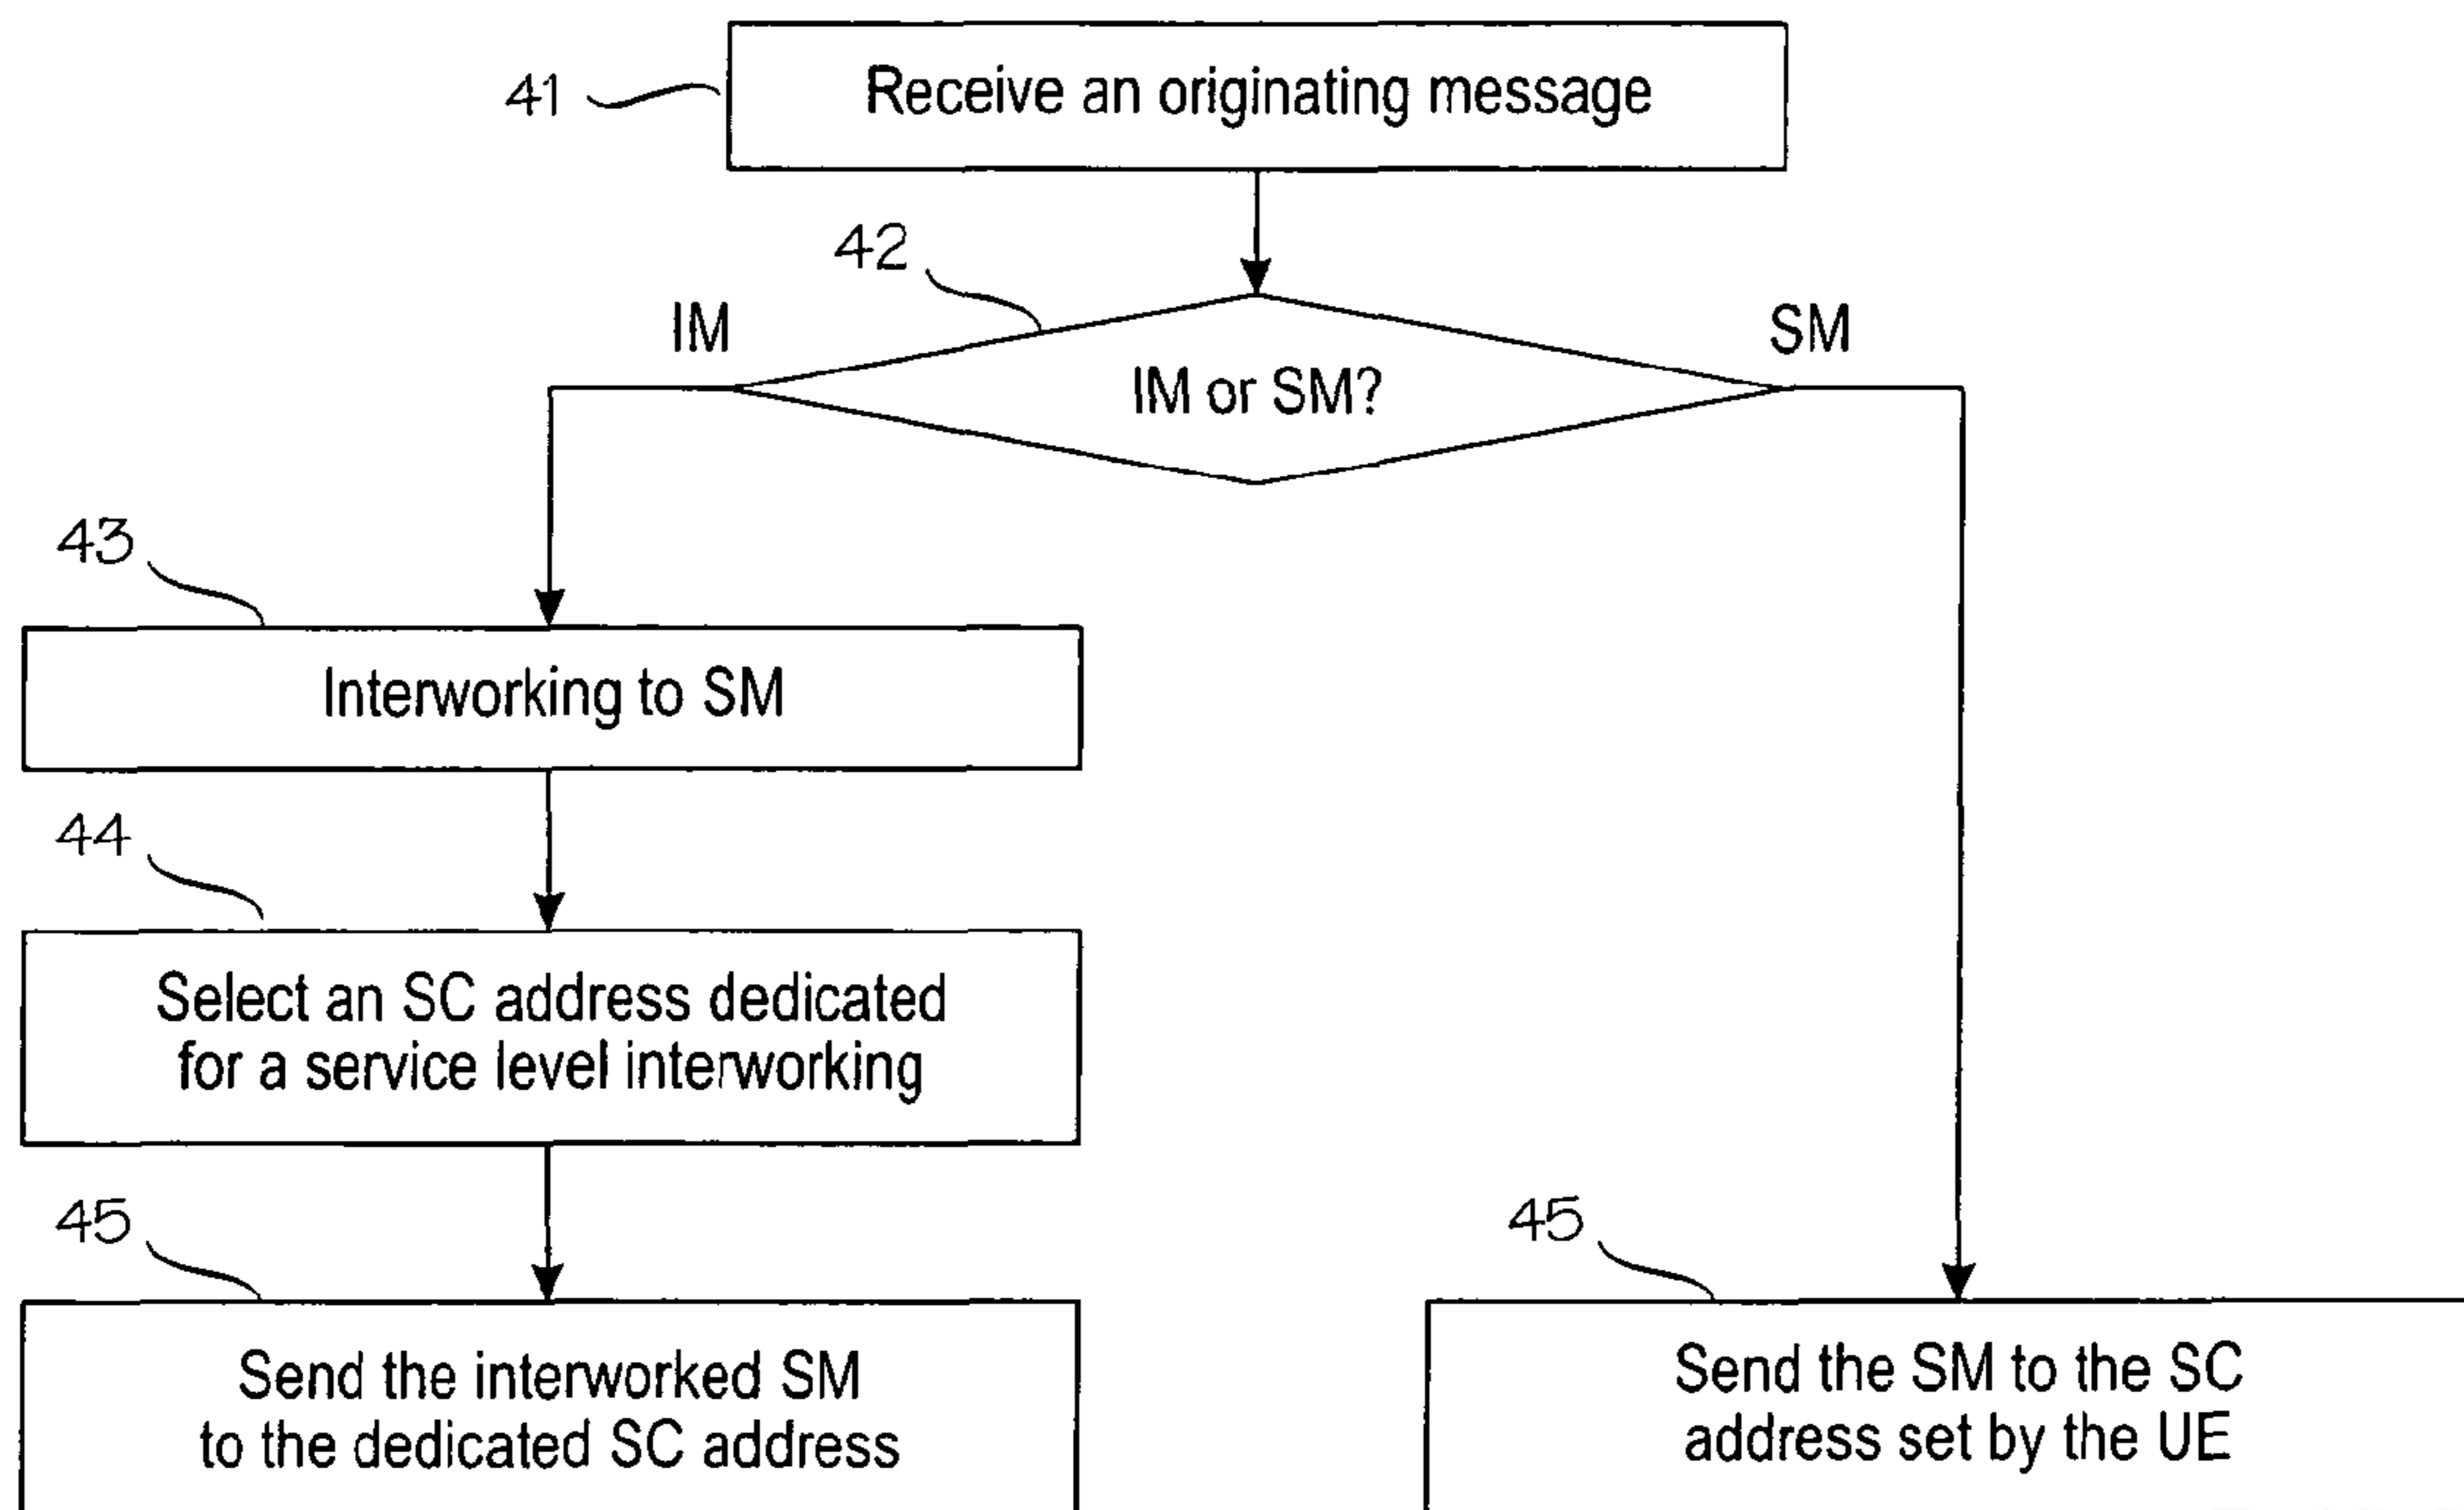 41
Receive an originating message
42
IM
SM
IM or SM?
43
Interworking to SM
44
Select an SC address dedicated
for a service level interworking
45
Send the interworked SM
to the dedicated SC address
45
Send the SM to the SC
address set by the UE